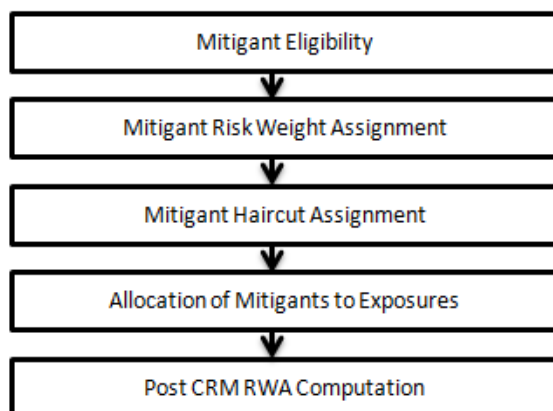 Mitigant Eligibility
Mitigant Risk Weight Assignment
Mitigant Haircut Assignment
Allocation of Mitigants to Exposures
Post CRM RWA Computation